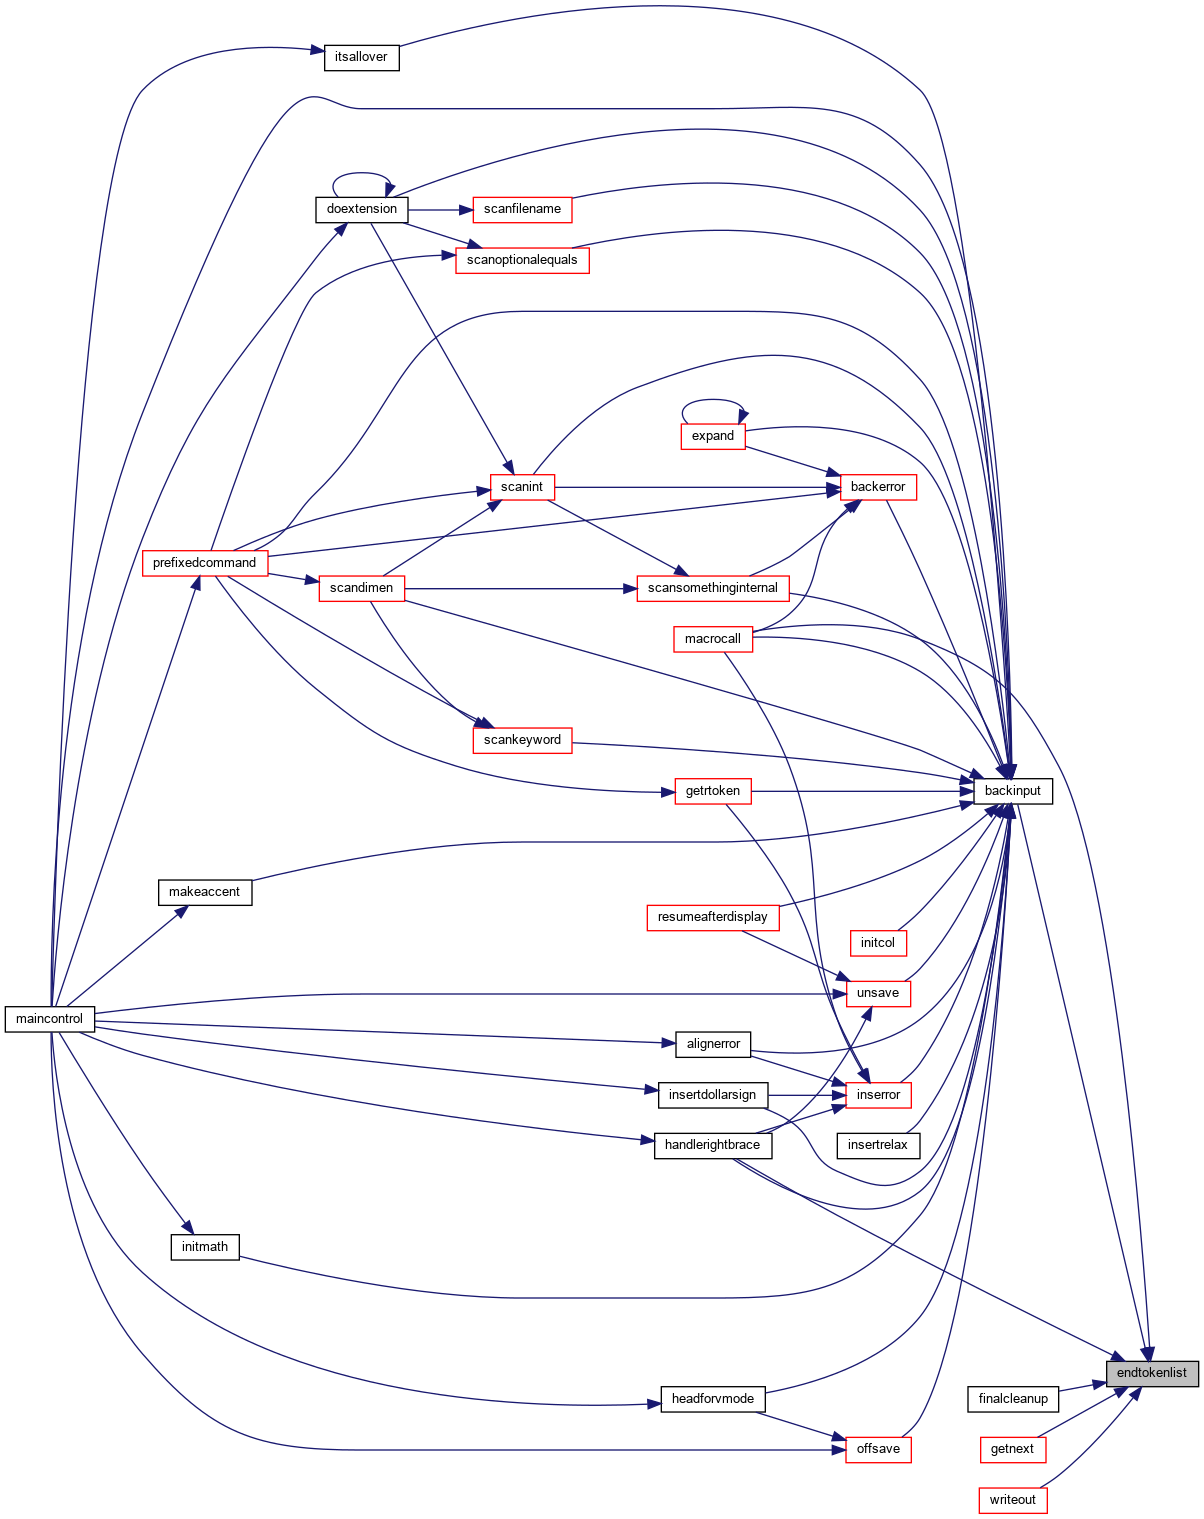 itsallover
doextension
scanfilename
scanoptionalequals
expand
scanint
backerror
prefixedcommand
scandimen
scansomethinginternal
macrocall
scankeyword
getrtoken
backinput
makeaccent
resumeafterdisplay
initcol
unsave
maincontrol
alignerror
insertdollarsign
inserror
handlerightbrace
insertrelax
initmath
endtokenlist
headforvmode
finalcleanup
offsave
getnext
writeout